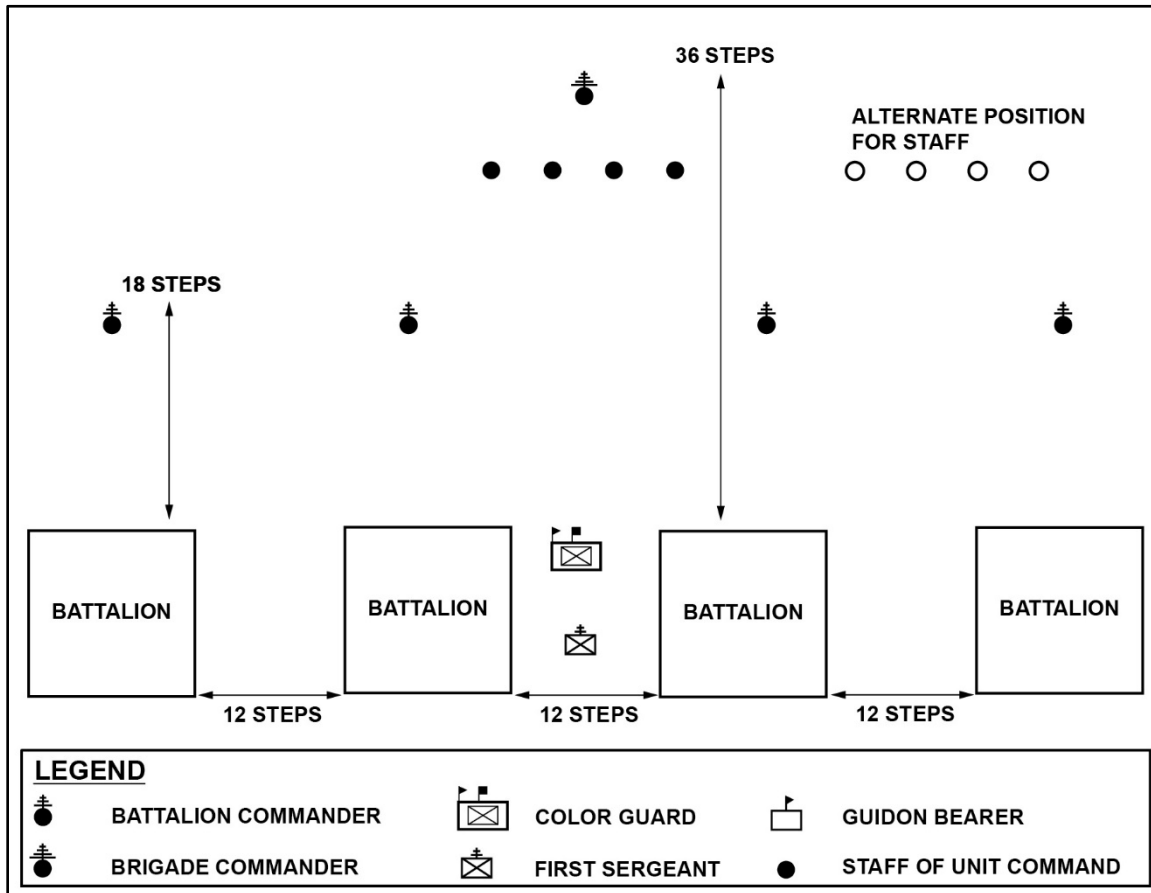 36 STEPS
ALTERNATE POSITION
FOR STAFF
18 STEPS
BATTALION
BATTALION
BATTALION
BATTALION
12 STEPS
12 STEPS
12 STEPS
LEGEND
BATTALION COMMANDER
COLOR GUARD
GUIDON BEARER
BRIGADE COMMANDER
FIRST SERGEANT
STAFF OF UNIT COMMAND